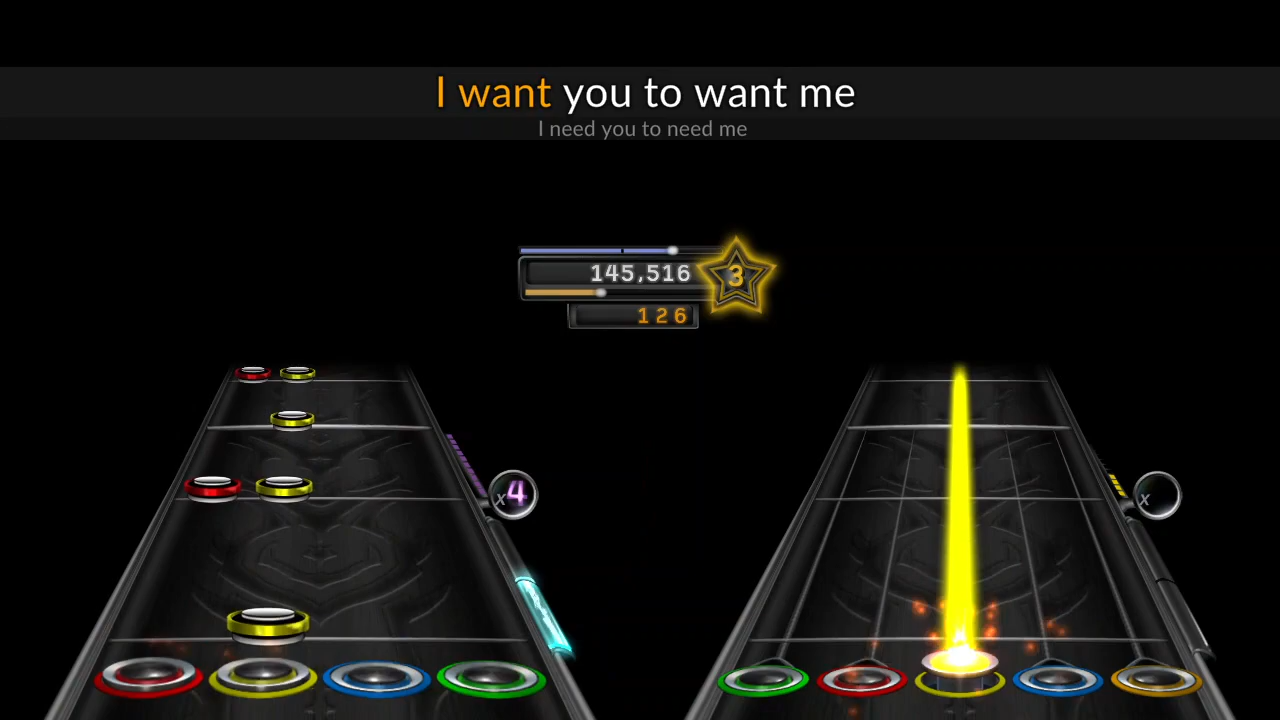 I want you to want me
I need you to need me
145,516
3
126
x4
x